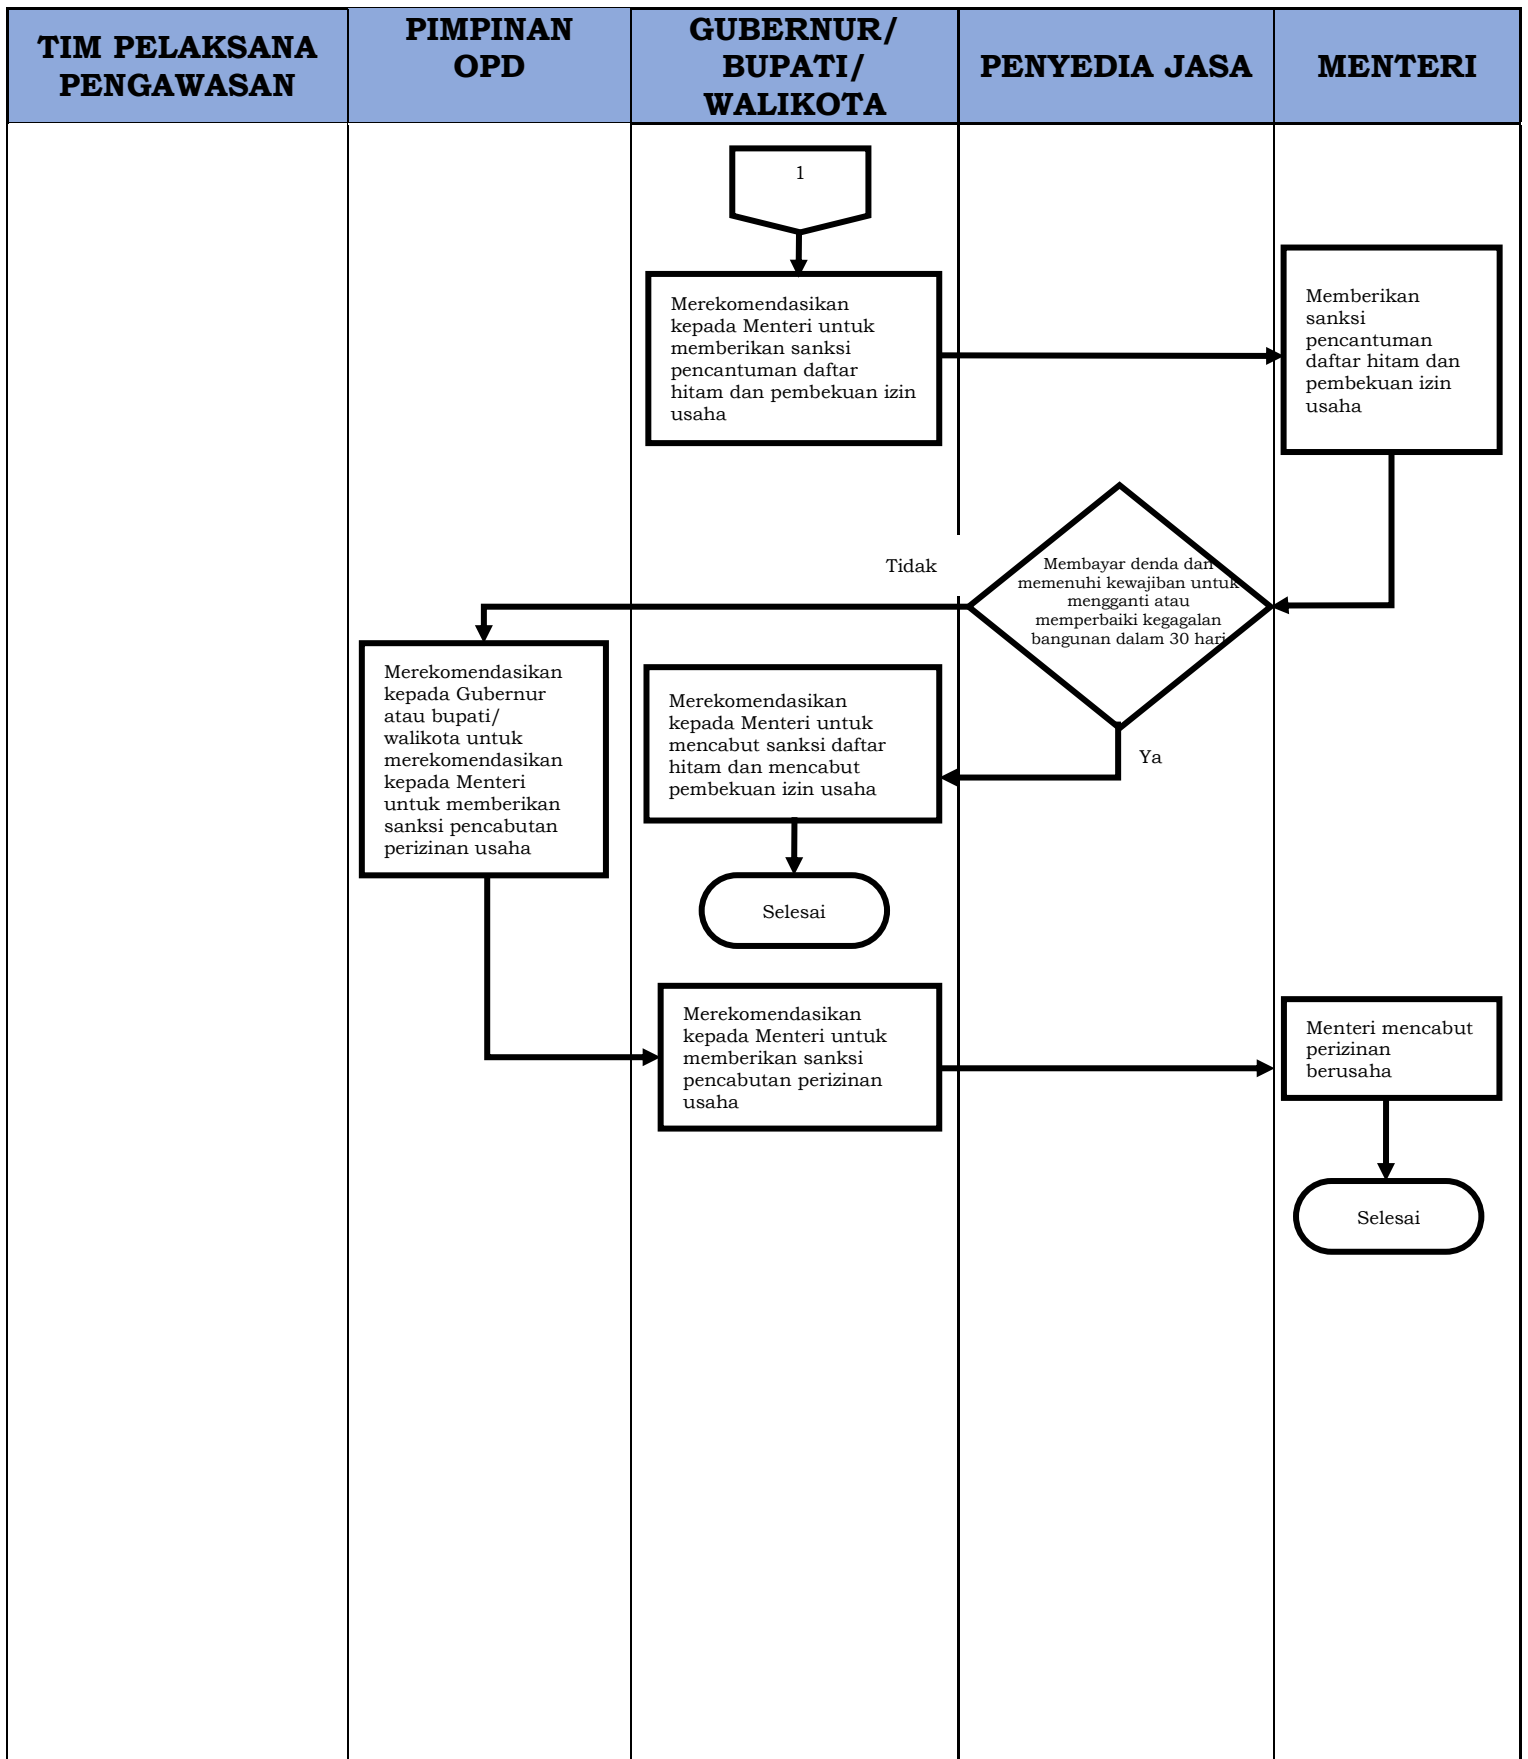 TIM PELAKSANA
PENGAWASAN
PIMPINAN
OPD
GUBERNUR/
BUPATI/
WALIKOTA
PENYEDIA JASA
MENTERI
1
Merekomendasikan
kepada Menteri untuk
memberikan sanksi
pencantuman daftar
hitam dan pembekuan izin
usaha
Memberikan
sanksi
pencantuman
daftar hitam dan
pembekuan izin
usaha
Membayar denda dan
memenuhi kewajiban untuk
mengganti atau
memperbaiki kegagalan
bangunan dalam 30 hari
Tidak
Ya
Merekomendasikan
kepada Gubernur
atau bupati/
walikota untuk
merekomendasikan
kepada Menteri
untuk memberikan
sanksi pencabutan
perizinan usaha
Merekomendasikan
kepada Menteri untuk
mencabut sanksi daftar
hitam dan mencabut
pembekuan izin usaha
Selesai
Merekomendasikan
kepada Menteri untuk
memberikan sanksi
pencabutan perizinan
usaha
Menteri mencabut
perizinan
berusaha
Selesai